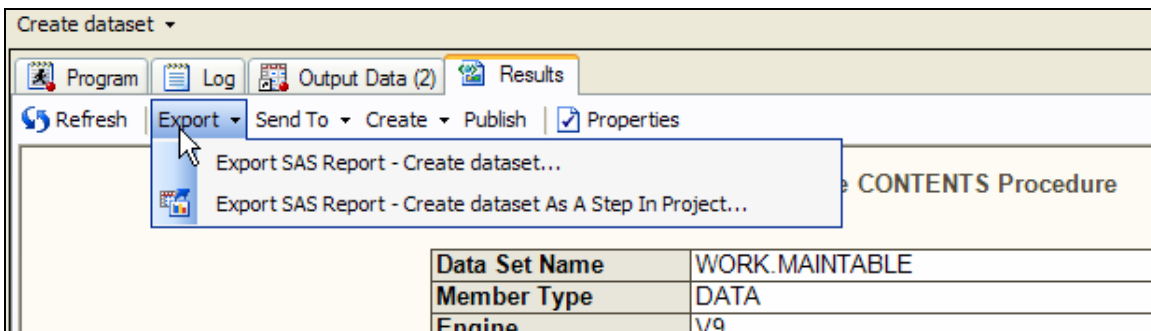 Create dataset
Program Log Output Data (2) Results
Refresh Export Send To Create Publish Properties
Export SAS Report - Create dataset...
CONTENTS Procedure
Export SAS Report - Create dataset As A Step In Project...
Data Set Name WORK.MAINTABLE
Member Type DATA
Engine V9